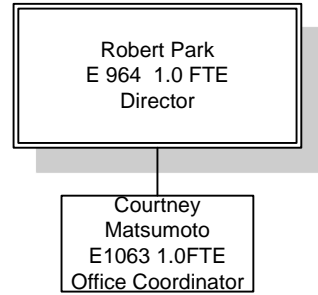 Robert Park
E 964  1.0 FTE
Director
Courtney
Matsumoto
E1063 1.0FTE
Office Coordinator